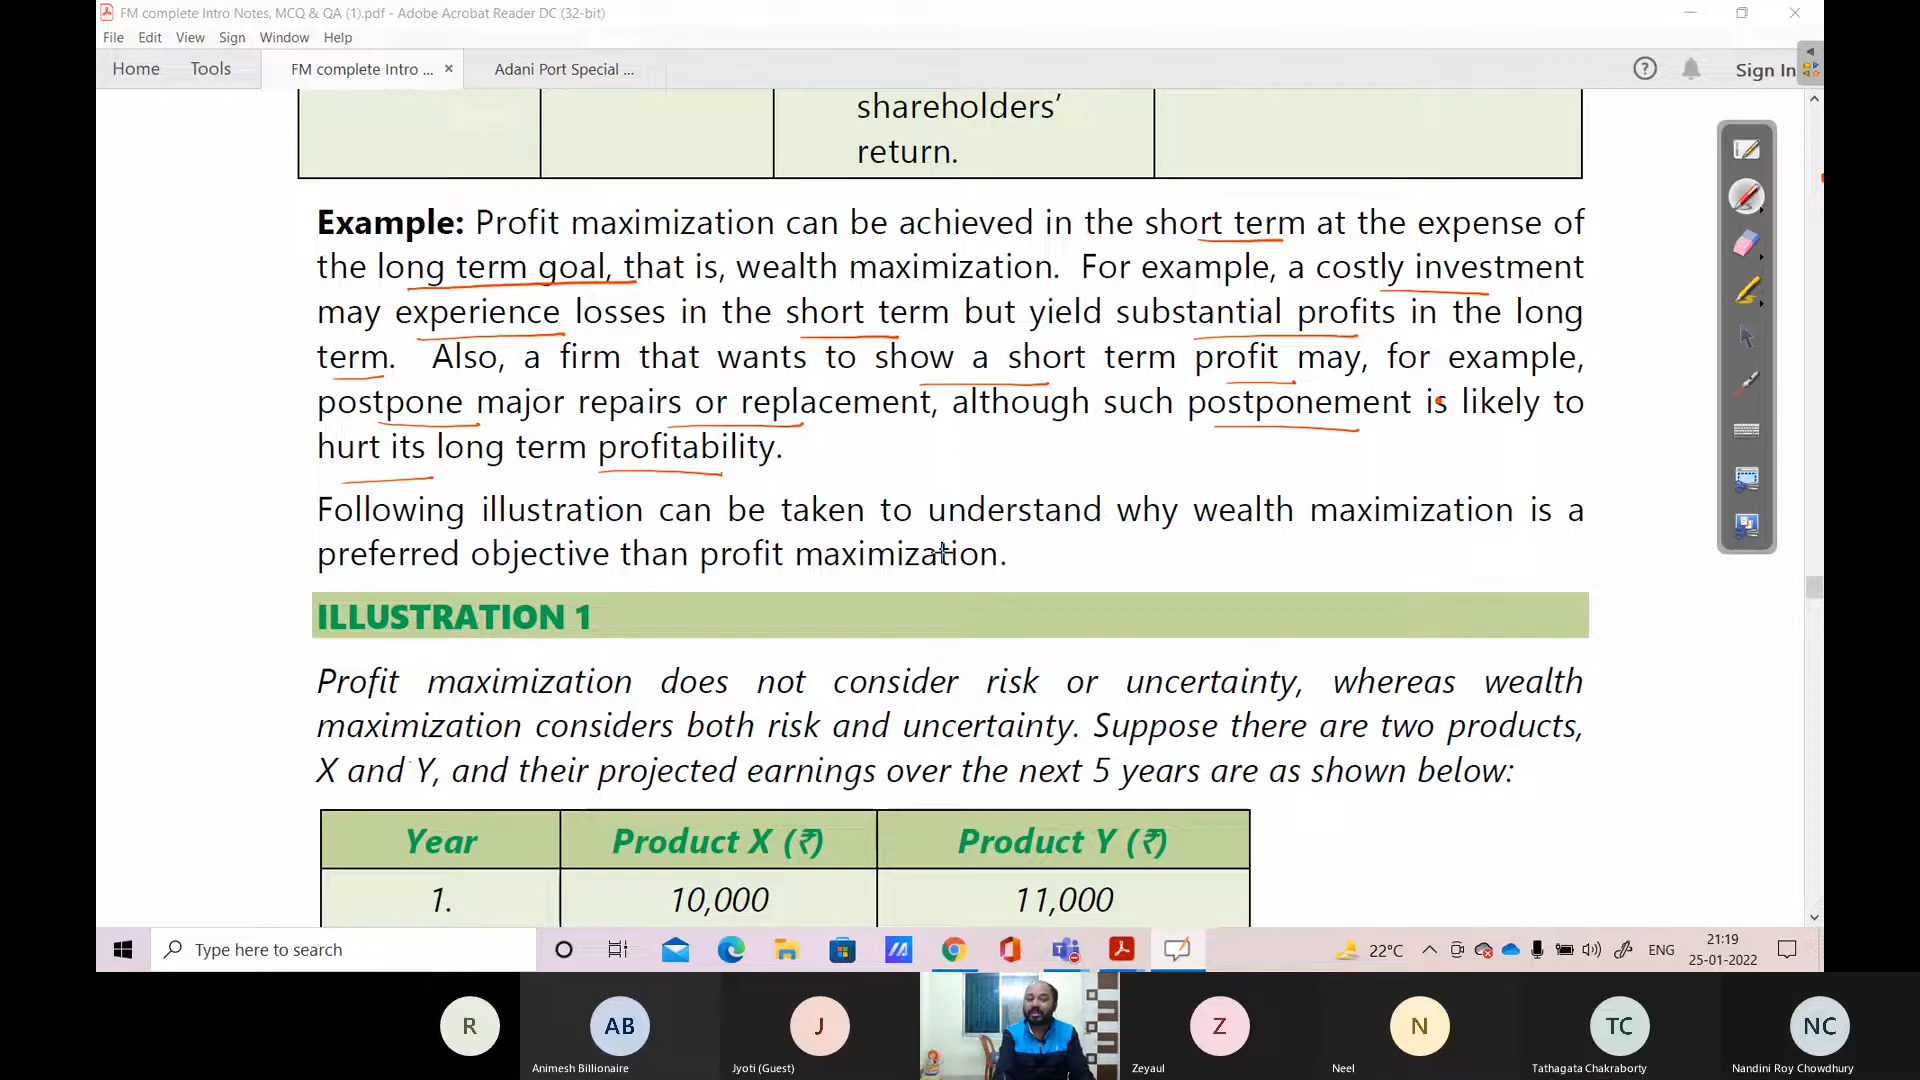 FM complete Intro Notes, MCQ & QA (1).pdf - Adobe Acrobat Reader DC (32-bit)
File Edit View Sign Window Help
Home Tools FM complete Intro ... × Adani Port Special ... Sign In
shareholders’
return.
Example: Profit maximization can be achieved in the short term at the expense of
the long term goal, that is, wealth maximization. For example, a costly investment
may experience losses in the short term but yield substantial profits in the long
term. Also, a firm that wants to show a short term profit may, for example,
postpone major repairs or replacement, although such postponement is likely to
hurt its long term profitability.
Following illustration can be taken to understand why wealth maximization is a
preferred objective than profit maximization.
ILLUSTRATION 1
Profit maximization does not consider risk or uncertainty, whereas wealth
maximization considers both risk and uncertainty. Suppose there are two products,
X and Y, and their projected earnings over the next 5 years are as shown below:
Year Product X (₹) Product Y (₹)
1. 10,000 11,000
Type here to search 22°C ENG 21:19
25-01-2022
R AB J Z N TC NC
Animesh Billionaire Jyoti (Guest) Zeyaul Neel Tathagata Chakraborty Nandini Roy Chowdhury